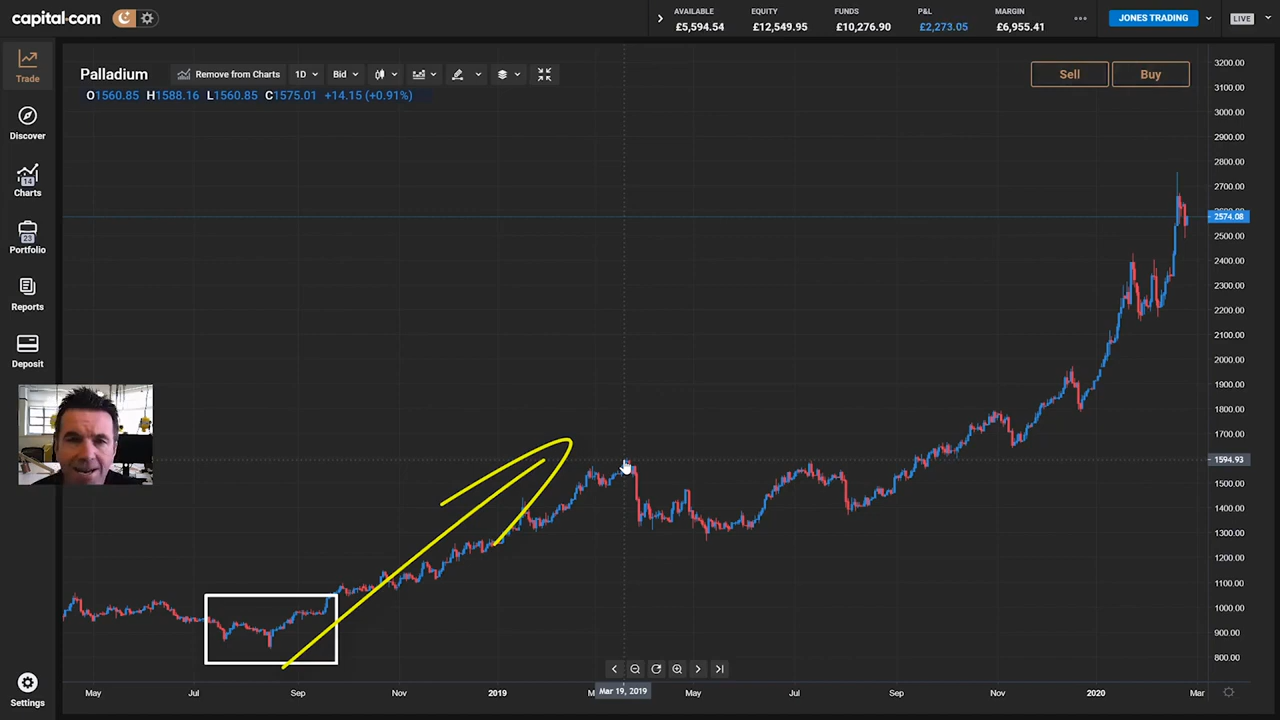 capital.com
AVAILABLE EQUITY FUNDS P&L MARGIN
£5,594.54 £12,549.95 £10,276.90 £2,273.05 £6,955.41
JONES TRADING
LIVE
Trade
Discover
14
Charts
23
Portfolio
Reports
Deposit
Settings
Palladium
Remove from Charts
1D
Bid
O1560.85 H1588.16 L1560.85 C1575.01 +14.15 (+0.91%)
Sell
Buy
3200.00
3100.00
3000.00
2900.00
2800.00
2700.00
2574.08
2500.00
2400.00
2300.00
2200.00
2100.00
2000.00
1900.00
1800.00
1700.00
1594.93
1500.00
1400.00
1300.00
1200.00
1100.00
1000.00
900.00
800.00
May Jul Sep Nov 2019 Mar 19, 2019 May Jul Sep Nov 2020 Mar